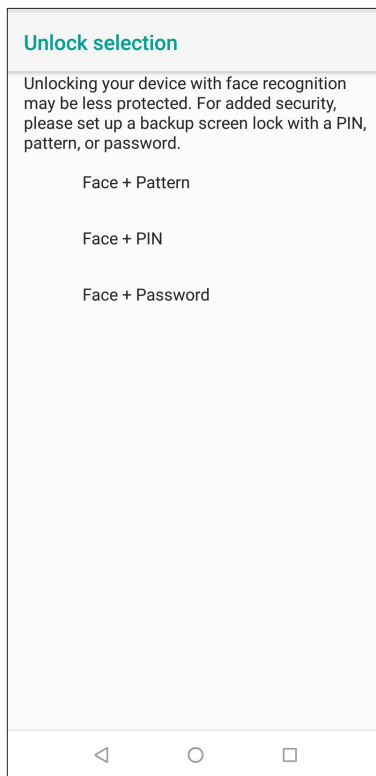 Unlock selection
Unlocking your device with face recognition
may be less protected. For added security,
please set up a backup screen lock with a PIN,
pattern, or password.
Face + Pattern
Face + PIN
Face + Password